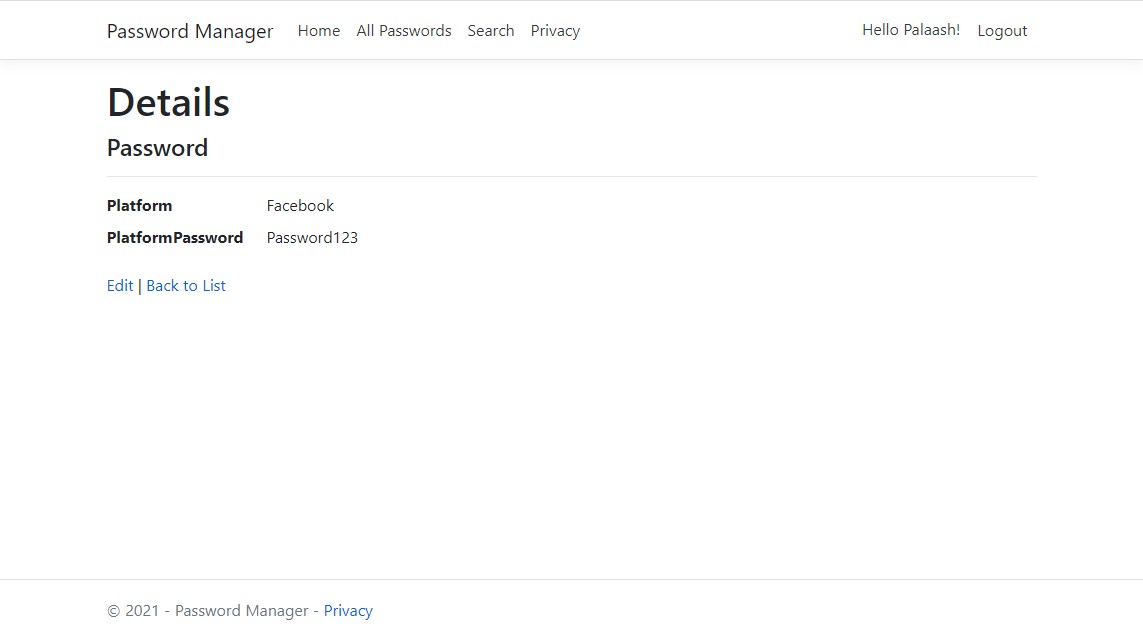 Password Manager Home All Passwords Search Privacy Hello Palaash! Logout
Details
Password
Platform Facebook
PlatformPassword Password123
Edit | Back to List
© 2021 - Password Manager - Privacy